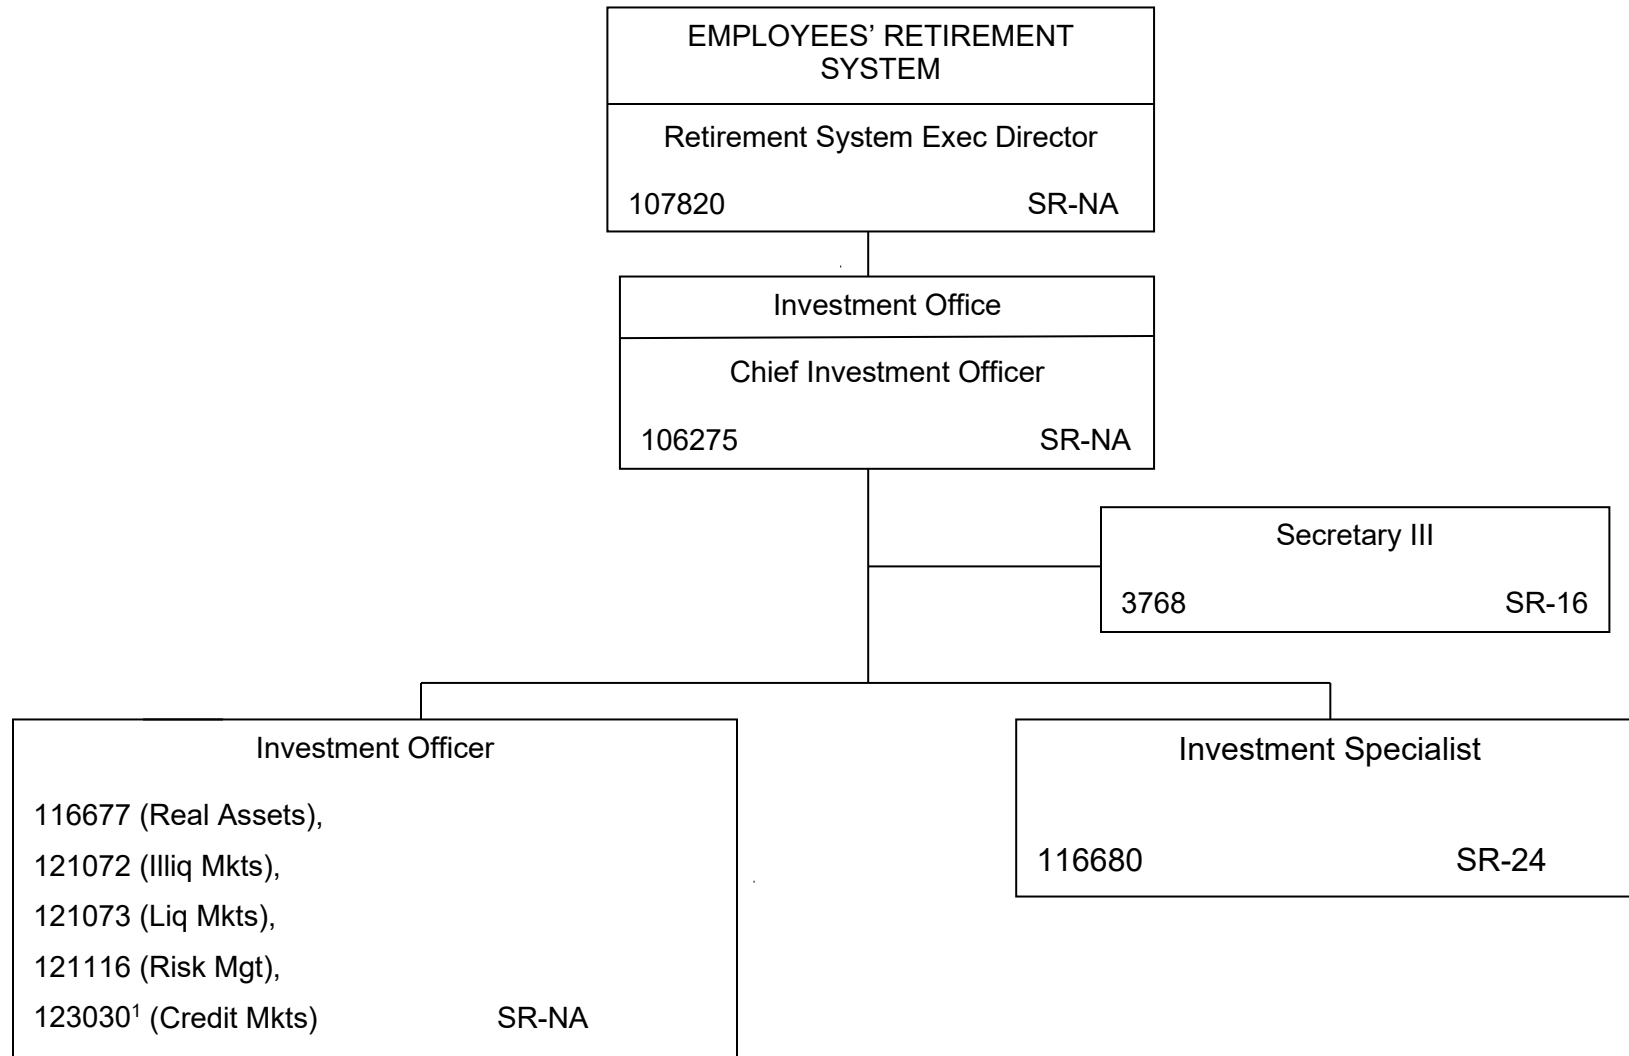 EMPLOYEES’ RETIREMENT
SYSTEM
Retirement System Exec Director
107820 SR-NA
Investment Office
Chief Investment Officer
106275 SR-NA
Secretary III
3768 SR-16
Investment Officer
116677 (Real Assets),
121072 (Illiq Mkts),
121073 (Liq Mkts),
121116 (Risk Mgt),
123030¹ (Credit Mkts) SR-NA
Investment Specialist
116680 SR-24